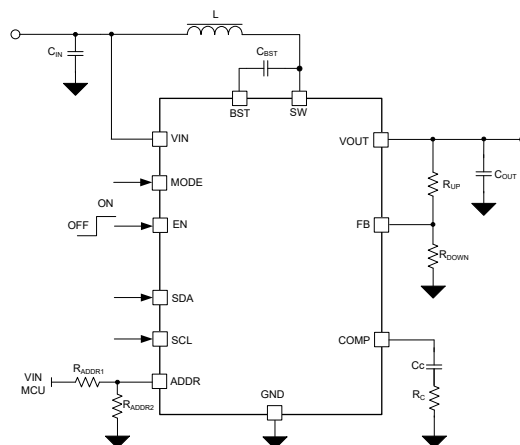 L
CIN
CBST
BST
SW
VIN
VOUT
MODE
RUP
COUT
ON
OFF
EN
FB
RDOWN
SDA
SCL
COMP
Cc
RADDR1
VIN
MCU
ADDR
RC
RADDR2
GND